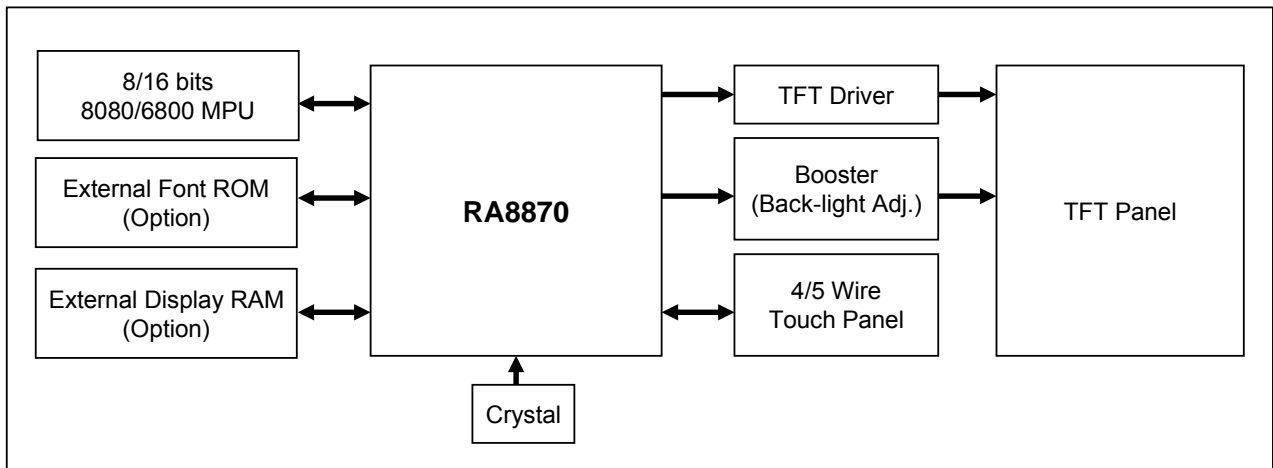 8/16 bits
8080/6800 MPU
External Font ROM
(Option)
External Display RAM
(Option)
RA8870
Crystal
TFT Driver
Booster
(Back-light Adj.)
4/5 Wire
Touch Panel
TFT Panel